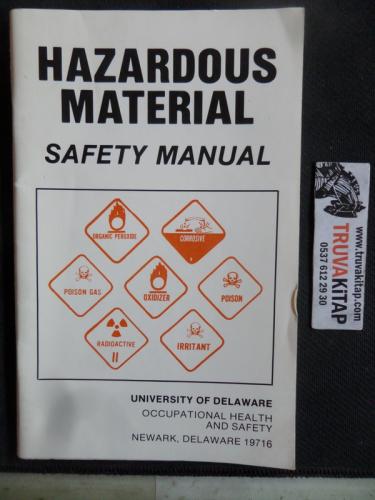 HAZARDOUS
MATERIAL
SAFETY MANUAL
ORGANIC PEROXIDE
CORROSIVE
POISON GAS
OXIDIZER
POISON
RADIOACTIVE
II
IRRITANT
UNIVERSITY OF DELAWARE
OCCUPATIONAL HEALTH
AND SAFETY
NEWARK, DELAWARE 19716
www.truvakitap.com
TRUVAKiTAP
0537 612 29 30